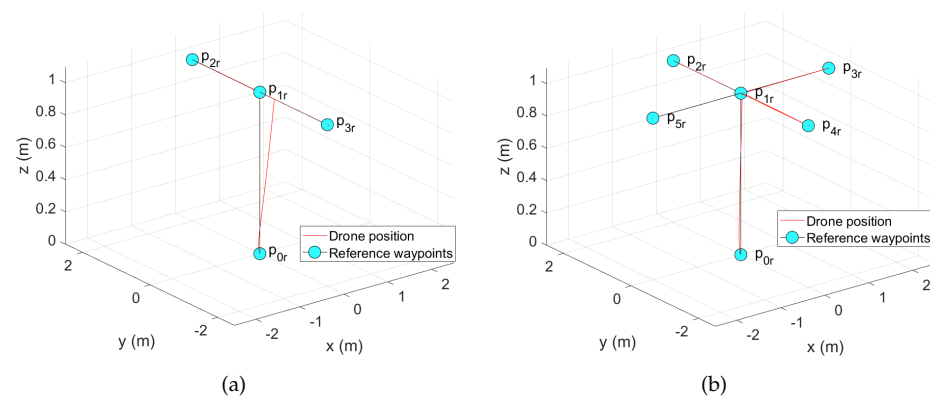 p2r
p1r
p3r
p0r
1
0.8
0.6
0.4
0.2
0
z (m)
2
0
-2
y (m)
-2
-1
0
1
2
x (m)
Drone position
Reference waypoints
(a)
p2r
p3r
p1r
p5r
p4r
p0r
1
0.8
0.6
0.4
0.2
0
z (m)
2
0
-2
y (m)
-2
-1
0
1
2
x (m)
Drone position
Reference waypoints
(b)